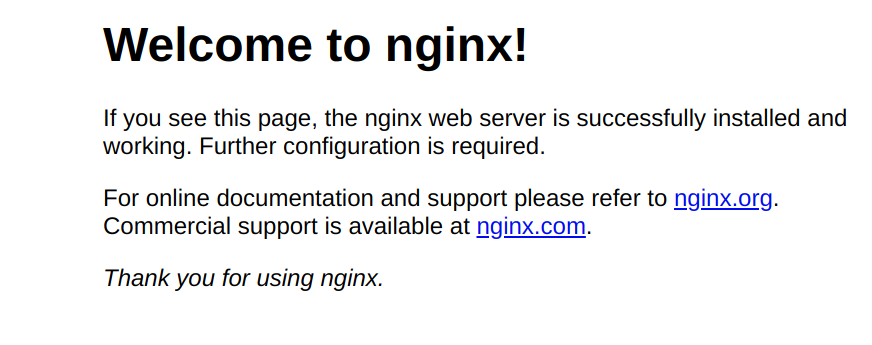 Welcome to nginx!
If you see this page, the nginx web server is successfully installed and
working. Further configuration is required.
For online documentation and support please refer to nginx.org.
Commercial support is available at nginx.com.
Thank you for using nginx.